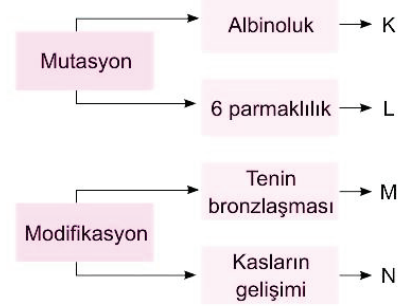 Mutasyon
Albinoluk
K
6 parmaklılık
L
Modifikasyon
Tenin
bronzlaşması
M
Kasların
gelişimi
N